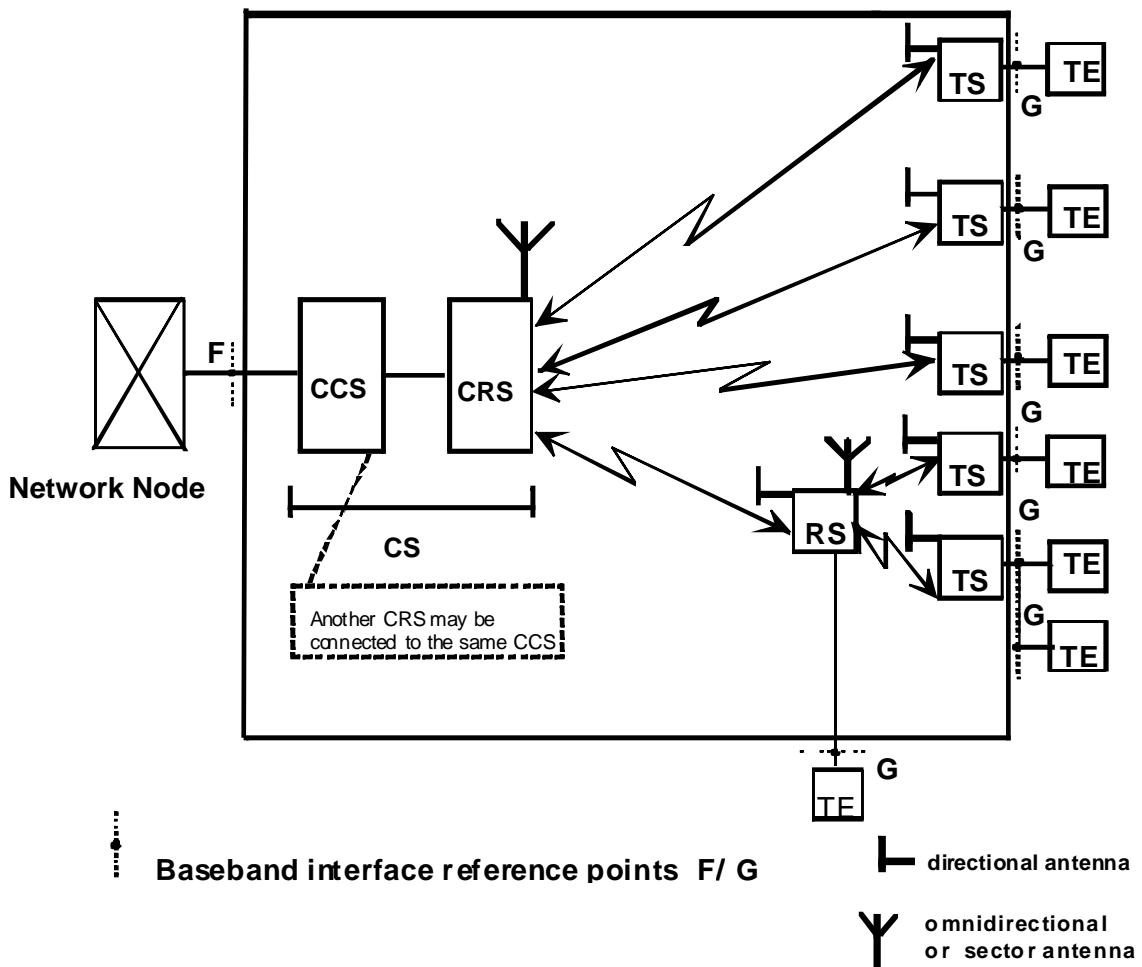 TS
TE
G
TS
TE
G
F
CCS
CRS
TS
TE
G
Network Node
TS
TE
G
RS
CS
TS
TE
G
Another CRS may be
connected to the same CCS
TE
G
TE
Baseband interface reference points F/ G
directional antenna
omnidirectional
or sector antenna